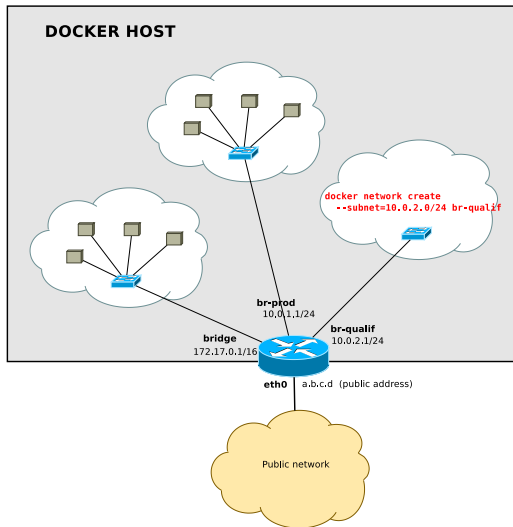 DOCKER HOST
docker network create
--subnet=10.0.2.0/24 br-qualif
br-prod
10.0.1.1/24
bridge
172.17.0.1/16
br-qualif
10.0.2.1/24
eth0 a.b.c.d (public address)
Public network